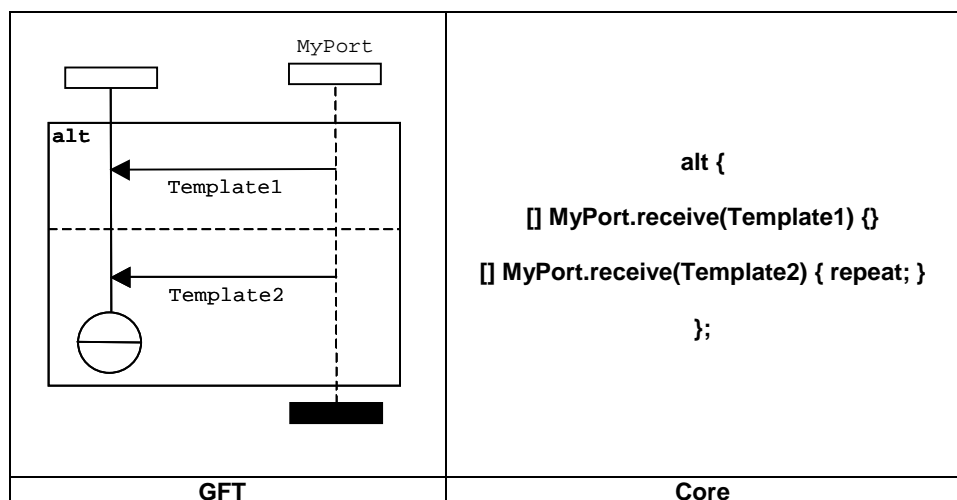 MyPort
alt
Template1
Template2
alt {
[] MyPort.receive(Template1) {}
[] MyPort.receive(Template2) { repeat; }
};
GFT
Core